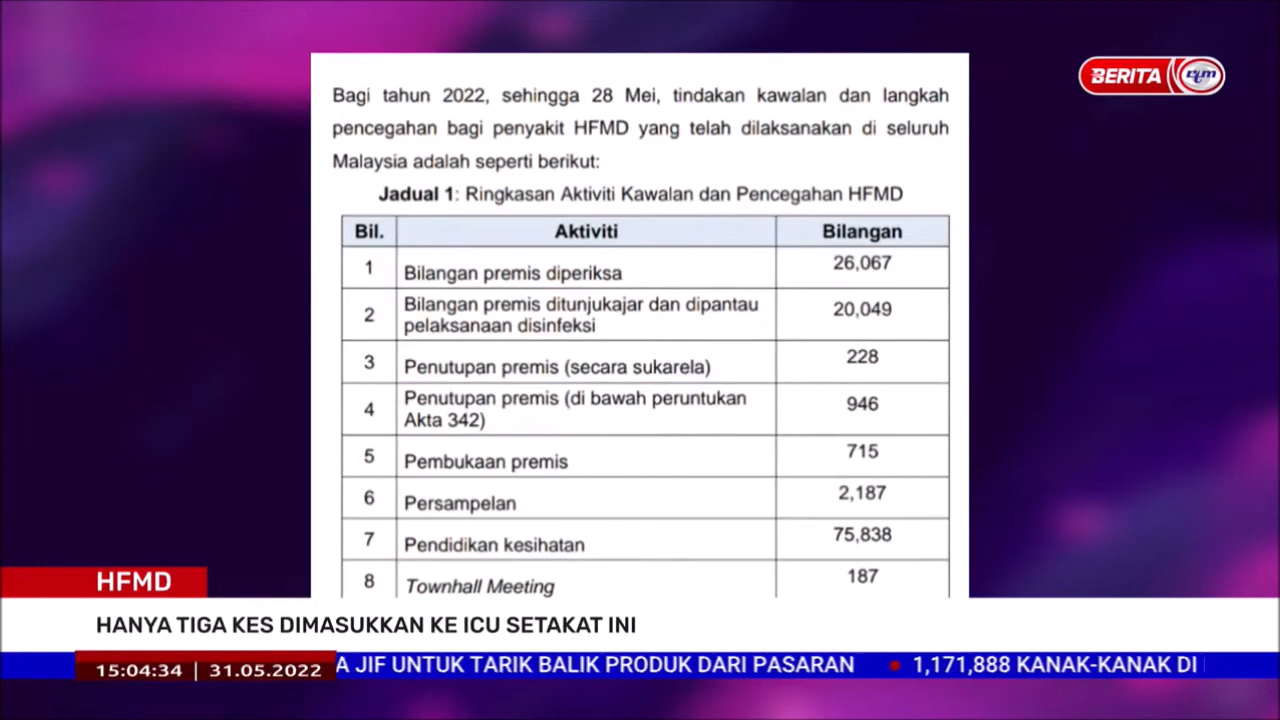 BERITA rtm
Bagi tahun 2022, sehingga 28 Mei, tindakan kawalan dan langkah
pencegahan bagi penyakit HFMD yang telah dilaksanakan di seluruh
Malaysia adalah seperti berikut:
Jadual 1: Ringkasan Aktiviti Kawalan dan Pencegahan HFMD
Bil. Aktiviti Bilangan
1 Bilangan premis diperiksa 26,067
2 Bilangan premis ditunjukajar dan dipantau
pelaksanaan disinfeksi 20,049
3 Penutupan premis (secara sukarela) 228
4 Penutupan premis (di bawah peruntukan
Akta 342) 946
5 Pembukaan premis 715
6 Persampelan 2,187
7 Pendidikan kesihatan 75,838
8 Townhall Meeting 187
HFMD
HANYA TIGA KES DIMASUKKAN KE ICU SETAKAT INI
15:04:34 | 31.05.2022 A JIF UNTUK TARIK BALIK PRODUK DARI PASARAN • 1,171,888 KANAK-KANAK DI